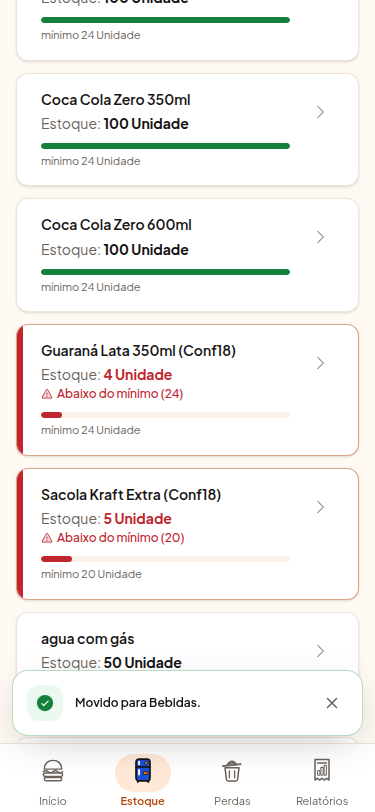 Estoque: 100 Unidade
mínimo 24 Unidade
Coca Cola Zero 350ml
Estoque: 100 Unidade
mínimo 24 Unidade
Coca Cola Zero 600ml
Estoque: 100 Unidade
mínimo 24 Unidade
Guaraná Lata 350ml (Conf18)
Estoque: 4 Unidade
Abaixo do mínimo (24)
mínimo 24 Unidade
Sacola Kraft Extra (Conf18)
Estoque: 5 Unidade
Abaixo do mínimo (20)
mínimo 20 Unidade
agua com gás
Estoque: 50 Unidade
Movido para Bebidas.
Início
Estoque
Perdas
Relatórios